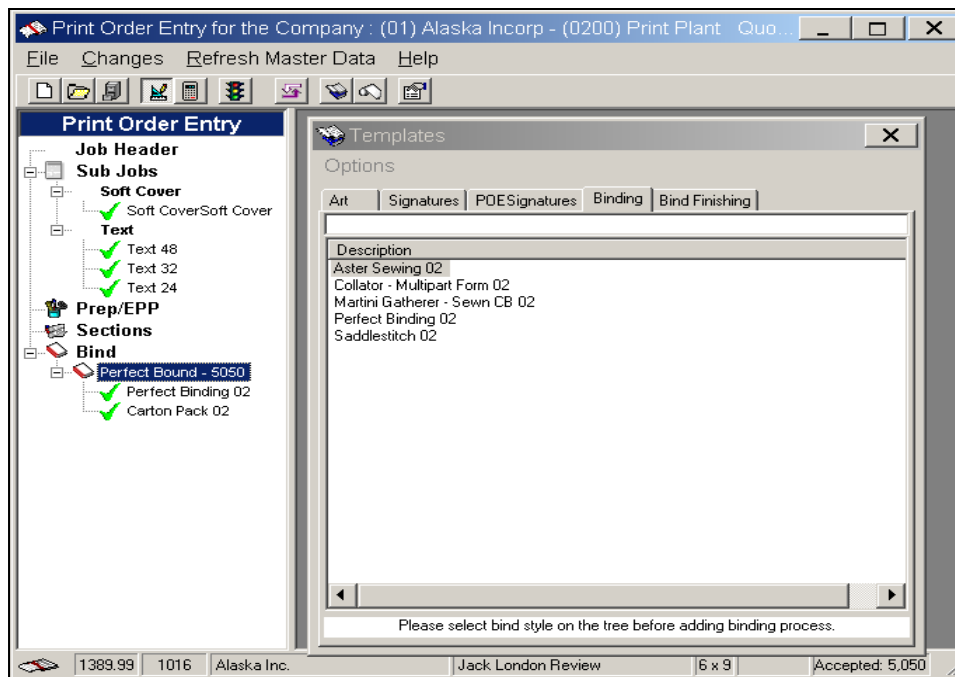 Print Order Entry for the Company : (01) Alaska Incorp - (0200) Print Plant Quo...
File Changes Refresh Master Data Help
Print Order Entry
Job Header
Sub Jobs
Soft Cover
Soft CoverSoft Cover
Text
Text 48
Text 32
Text 24
Prep/EPP
Sections
Bind
Perfect Bound - 5050
Perfect Binding 02
Carton Pack 02
Templates
Options
Art Signatures POESignatures Binding Bind Finishing
Description
Aster Sewing 02
Collator - Multipart Form 02
Martini Gatherer - Sewn CB 02
Perfect Binding 02
Saddlestitch 02
Please select bind style on the tree before adding binding process.
1389.99 1016 Alaska Inc. Jack London Review 6 x 9 Accepted: 5,050